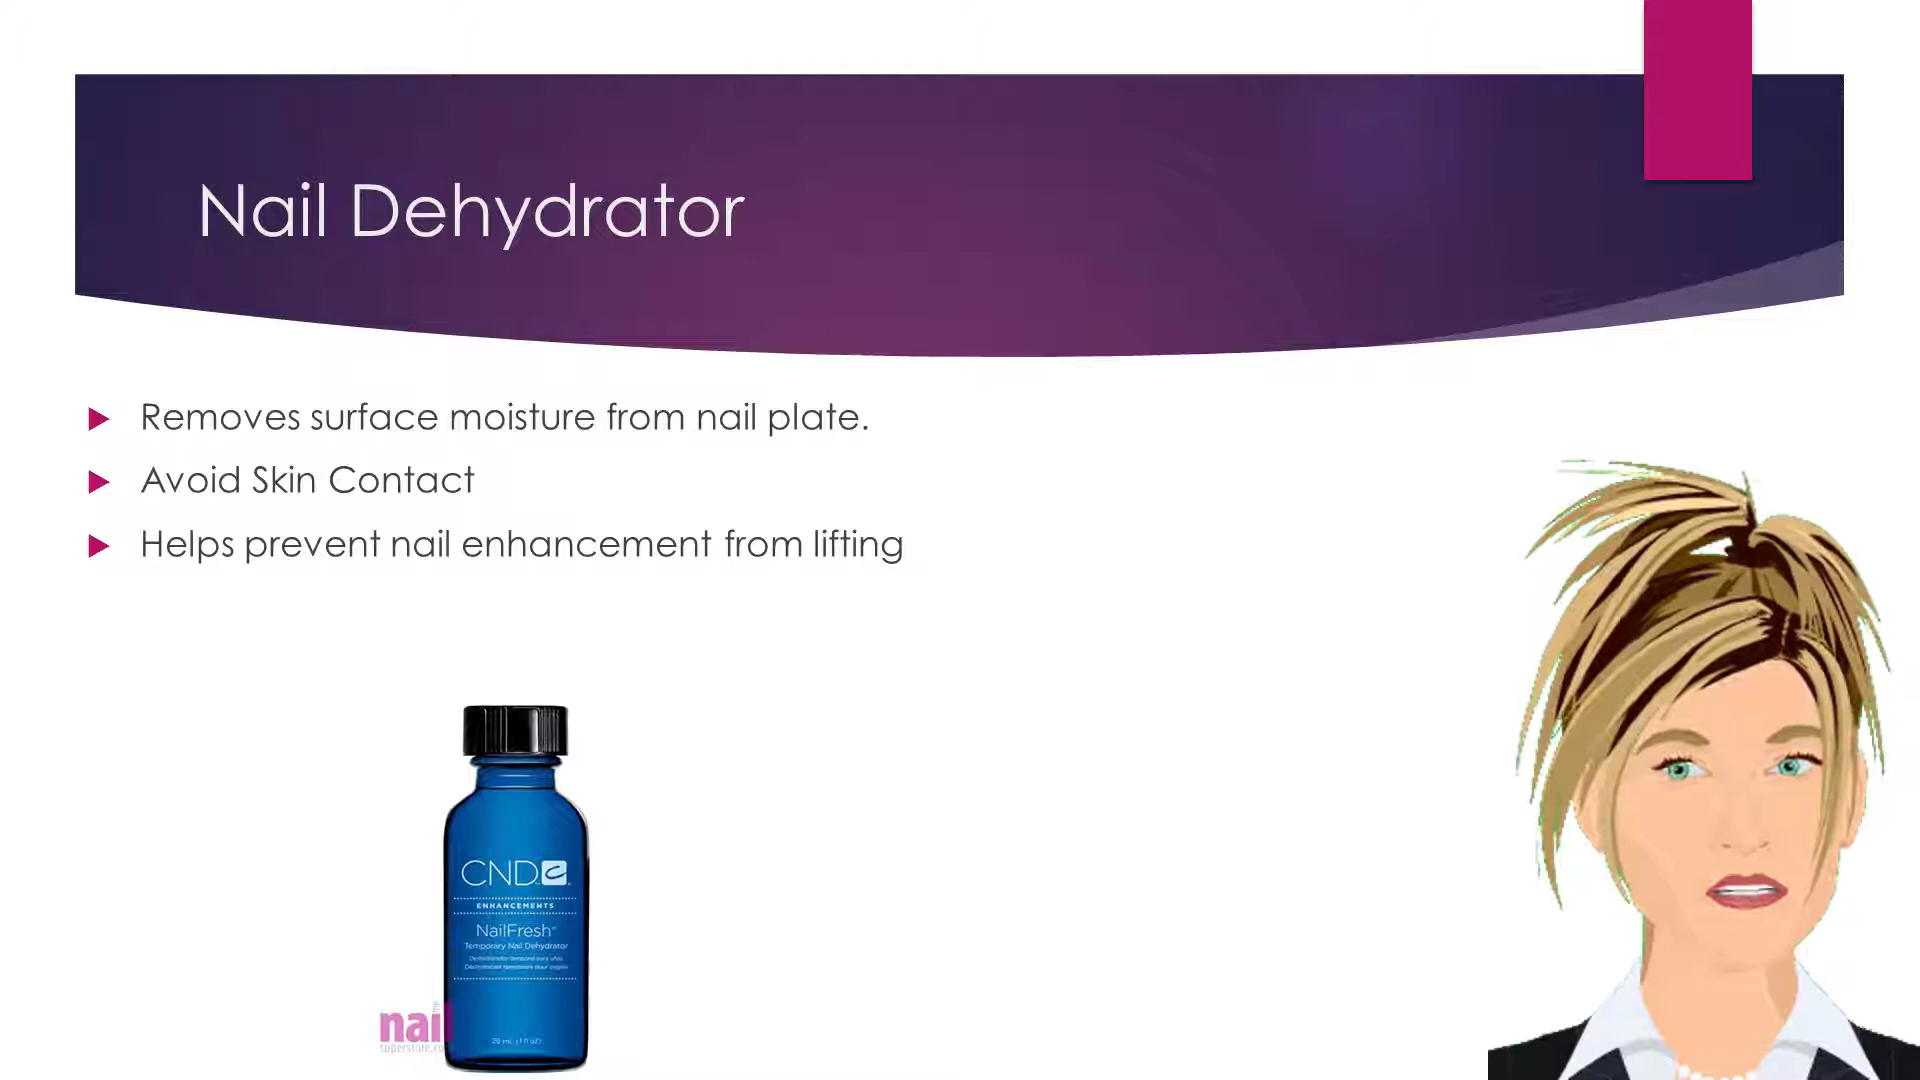 Nail Dehydrator
Removes surface moisture from nail plate.
Avoid Skin Contact
Helps prevent nail enhancement from lifting
CND
ENHANCEMENTS
NailFresh
Temporary Nail Dehydrator
nail
superstore.c